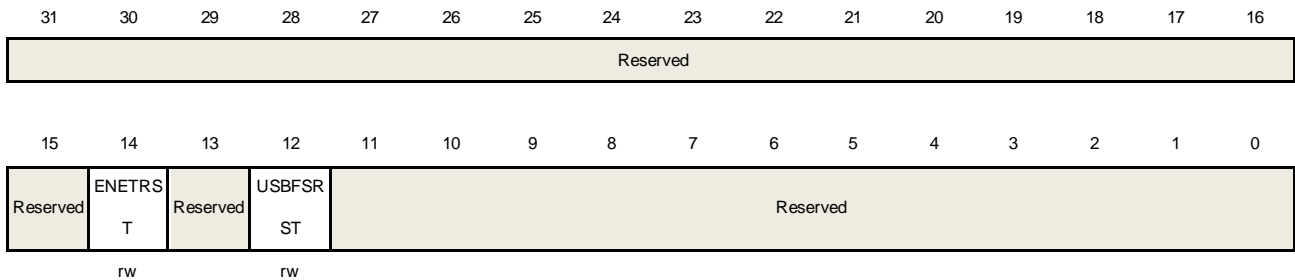 31 30 29 28 27 26 25 24 23 22 21 20 19 18 17 16
Reserved
15 14 13 12 11 10 9 8 7 6 5 4 3 2 1 0
Reserved ENETRS T Reserved USBFSR ST Reserved
rw rw